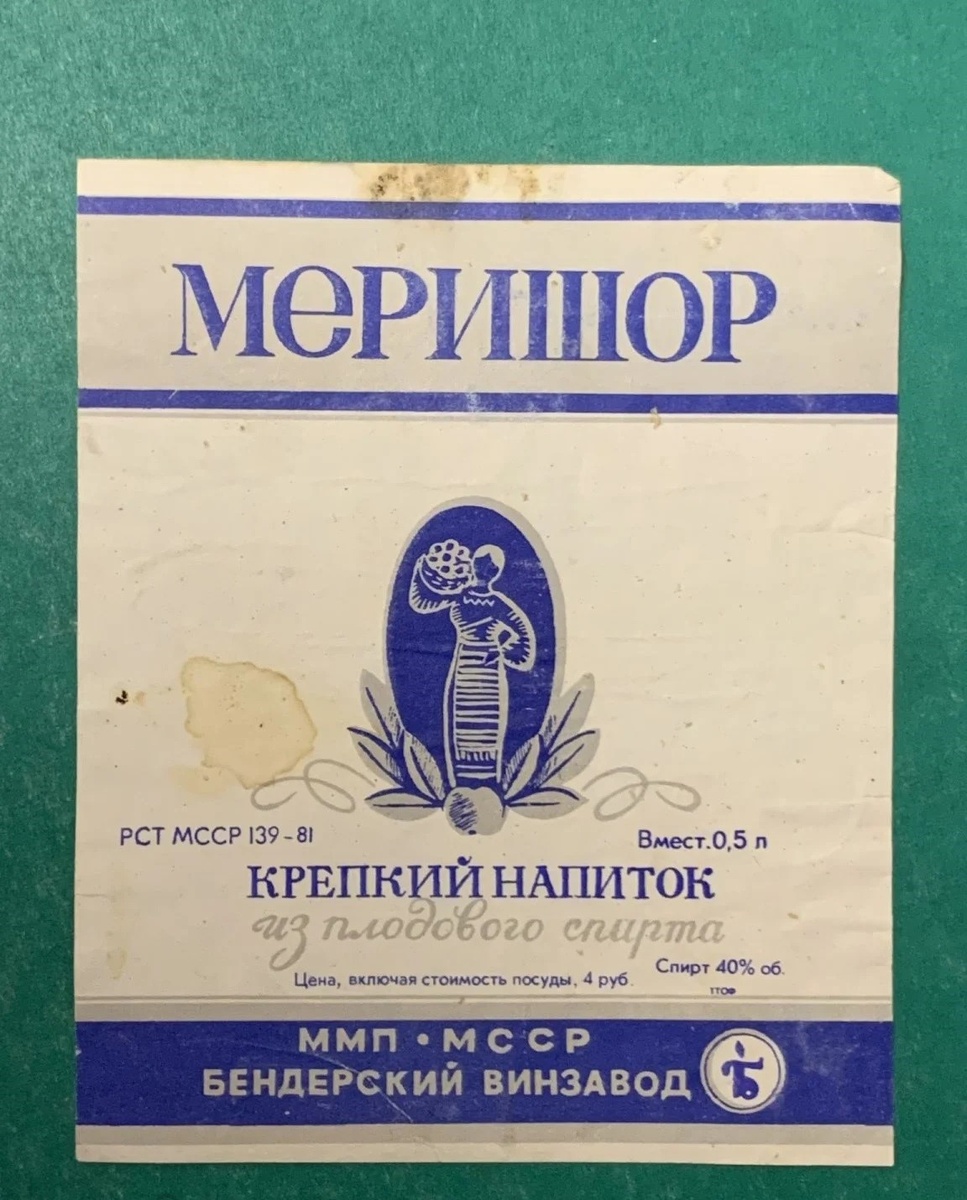 Меришор
РСТ МССР 139-81
Вмест.0,5 л
КРЕПКИЙ НАПИТОК
из плодового спирта
Спирт 40% об.
Цена, включая стоимость посуды, 4 руб.
ММП • МССР
БЕНДЕРСКИЙ ВИНЗАВОД
Б